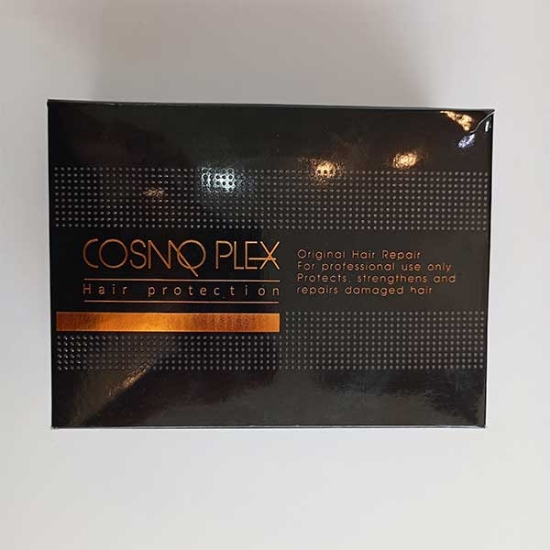 COSMO PLEX
Hair protection
Original Hair Repair
For professional use only
Protects, strengthens and
repairs damaged hair